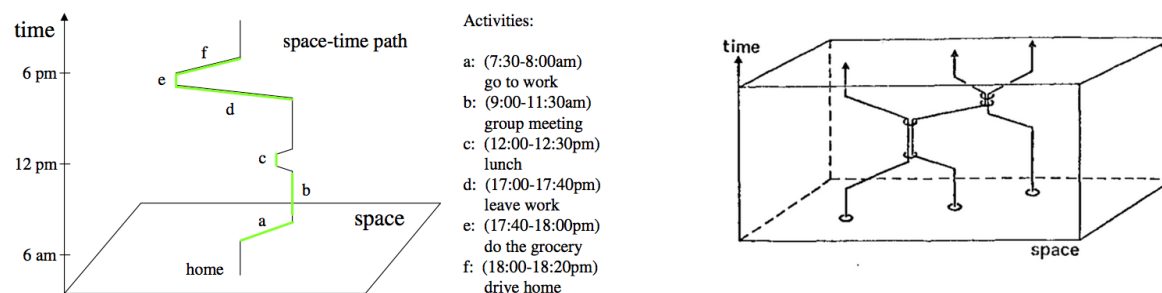 time
space-time path
f
6 pm
e
d
c
12 pm
b
space
a
6 am
home
Activities:
a: (7:30-8:00am)
go to work
b: (9:00-11:30am)
group meeting
c: (12:00-12:30pm)
lunch
d: (17:00-17:40pm)
leave work
e: (17:40-18:00pm)
do the grocery
f: (18:00-18:20pm)
drive home
time
space